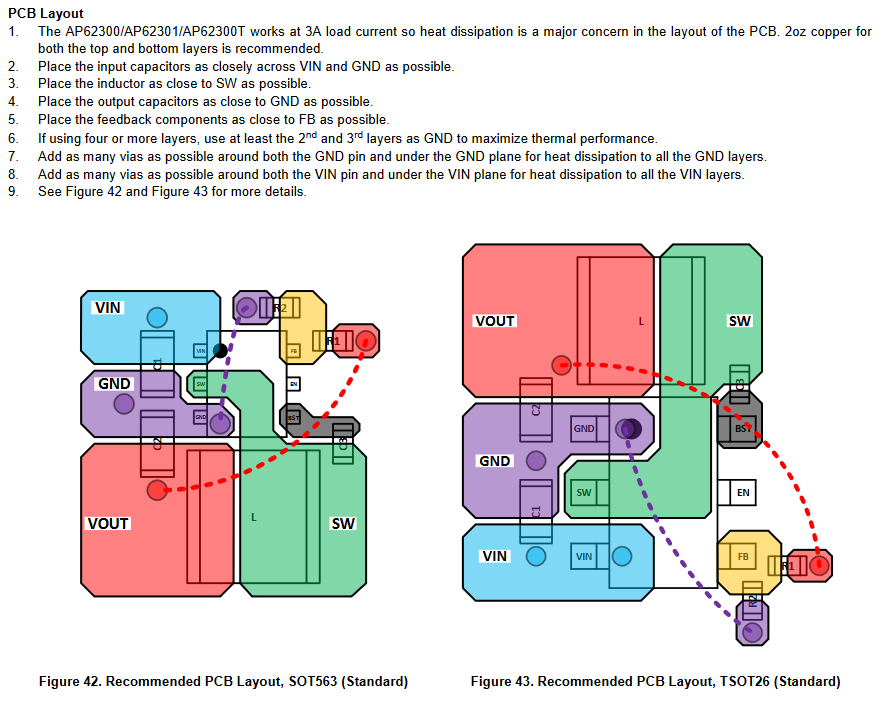 PCB Layout
1. The AP62300/AP62301/AP62300T works at 3A load current so heat dissipation is a major concern in the layout of the PCB. 2oz copper for
both the top and bottom layers is recommended.
2. Place the input capacitors as closely across VIN and GND as possible.
3. Place the inductor as close to SW as possible.
4. Place the output capacitors as close to GND as possible.
5. Place the feedback components as close to FB as possible.
6. If using four or more layers, use at least the 2nd and 3rd layers as GND to maximize thermal performance.
7. Add as many vias as possible around both the GND pin and under the GND plane for heat dissipation to all the GND layers.
8. Add as many vias as possible around both the VIN pin and under the VIN plane for heat dissipation to all the VIN layers.
9. See Figure 42 and Figure 43 for more details.
VIN
R2
R1
C1
VIN
FB
GND
SW
EN
GND
BST
C2
C3
VOUT
L
SW
VOUT
L
SW
C3
C2
GND
BST
GND
SW
EN
C1
VIN
VIN
FB
R1
R2
Figure 42. Recommended PCB Layout, SOT563 (Standard)
Figure 43. Recommended PCB Layout, TSOT26 (Standard)